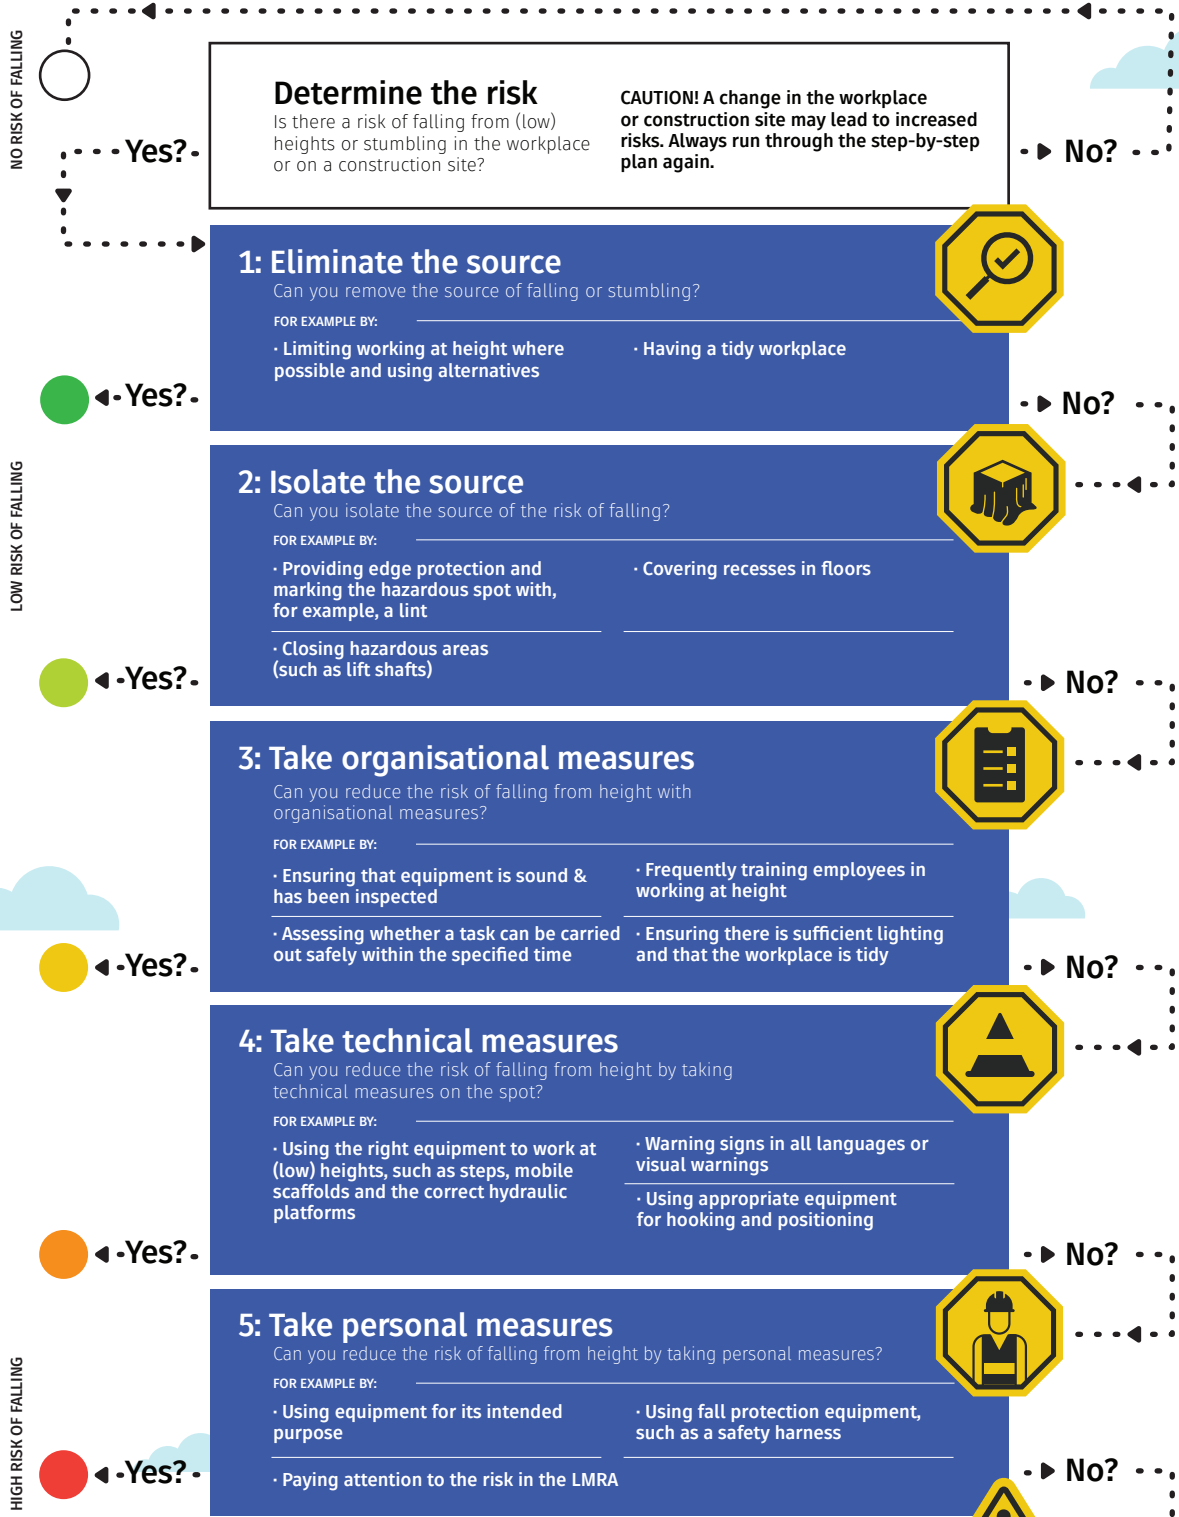 NO RISK OF FALLING
Determine the risk
Is there a risk of falling from (low)
heights or stumbling in the workplace
or on a construction site?
CAUTION! A change in the workplace
or construction site may lead to increased
risks. Always run through the step-by-step
plan again.
Yes?
No?
1: Eliminate the source
Can you remove the source of falling or stumbling?
FOR EXAMPLE BY:
· Limiting working at height where
possible and using alternatives
· Having a tidy workplace
Yes?
No?
LOW RISK OF FALLING
2: Isolate the source
Can you isolate the source of the risk of falling?
FOR EXAMPLE BY:
· Providing edge protection and
marking the hazardous spot with,
for example, a lint
· Covering recesses in floors
· Closing hazardous areas
(such as lift shafts)
Yes?
No?
3: Take organisational measures
Can you reduce the risk of falling from height with
organisational measures?
FOR EXAMPLE BY:
· Ensuring that equipment is sound &
has been inspected
· Frequently training employees in
working at height
· Assessing whether a task can be carried
out safely within the specified time
· Ensuring there is sufficient lighting
and that the workplace is tidy
Yes?
No?
4: Take technical measures
Can you reduce the risk of falling from height by taking
technical measures on the spot?
FOR EXAMPLE BY:
· Using the right equipment to work at
(low) heights, such as steps, mobile
scaffolds and the correct hydraulic
platforms
· Warning signs in all languages or
visual warnings
· Using appropriate equipment
for hooking and positioning
Yes?
No?
5: Take personal measures
Can you reduce the risk of falling from height by taking personal measures?
FOR EXAMPLE BY:
· Using equipment for its intended
purpose
· Using fall protection equipment,
such as a safety harness
· Paying attention to the risk in the LMRA
HIGH RISK OF FALLING
Yes?
No?